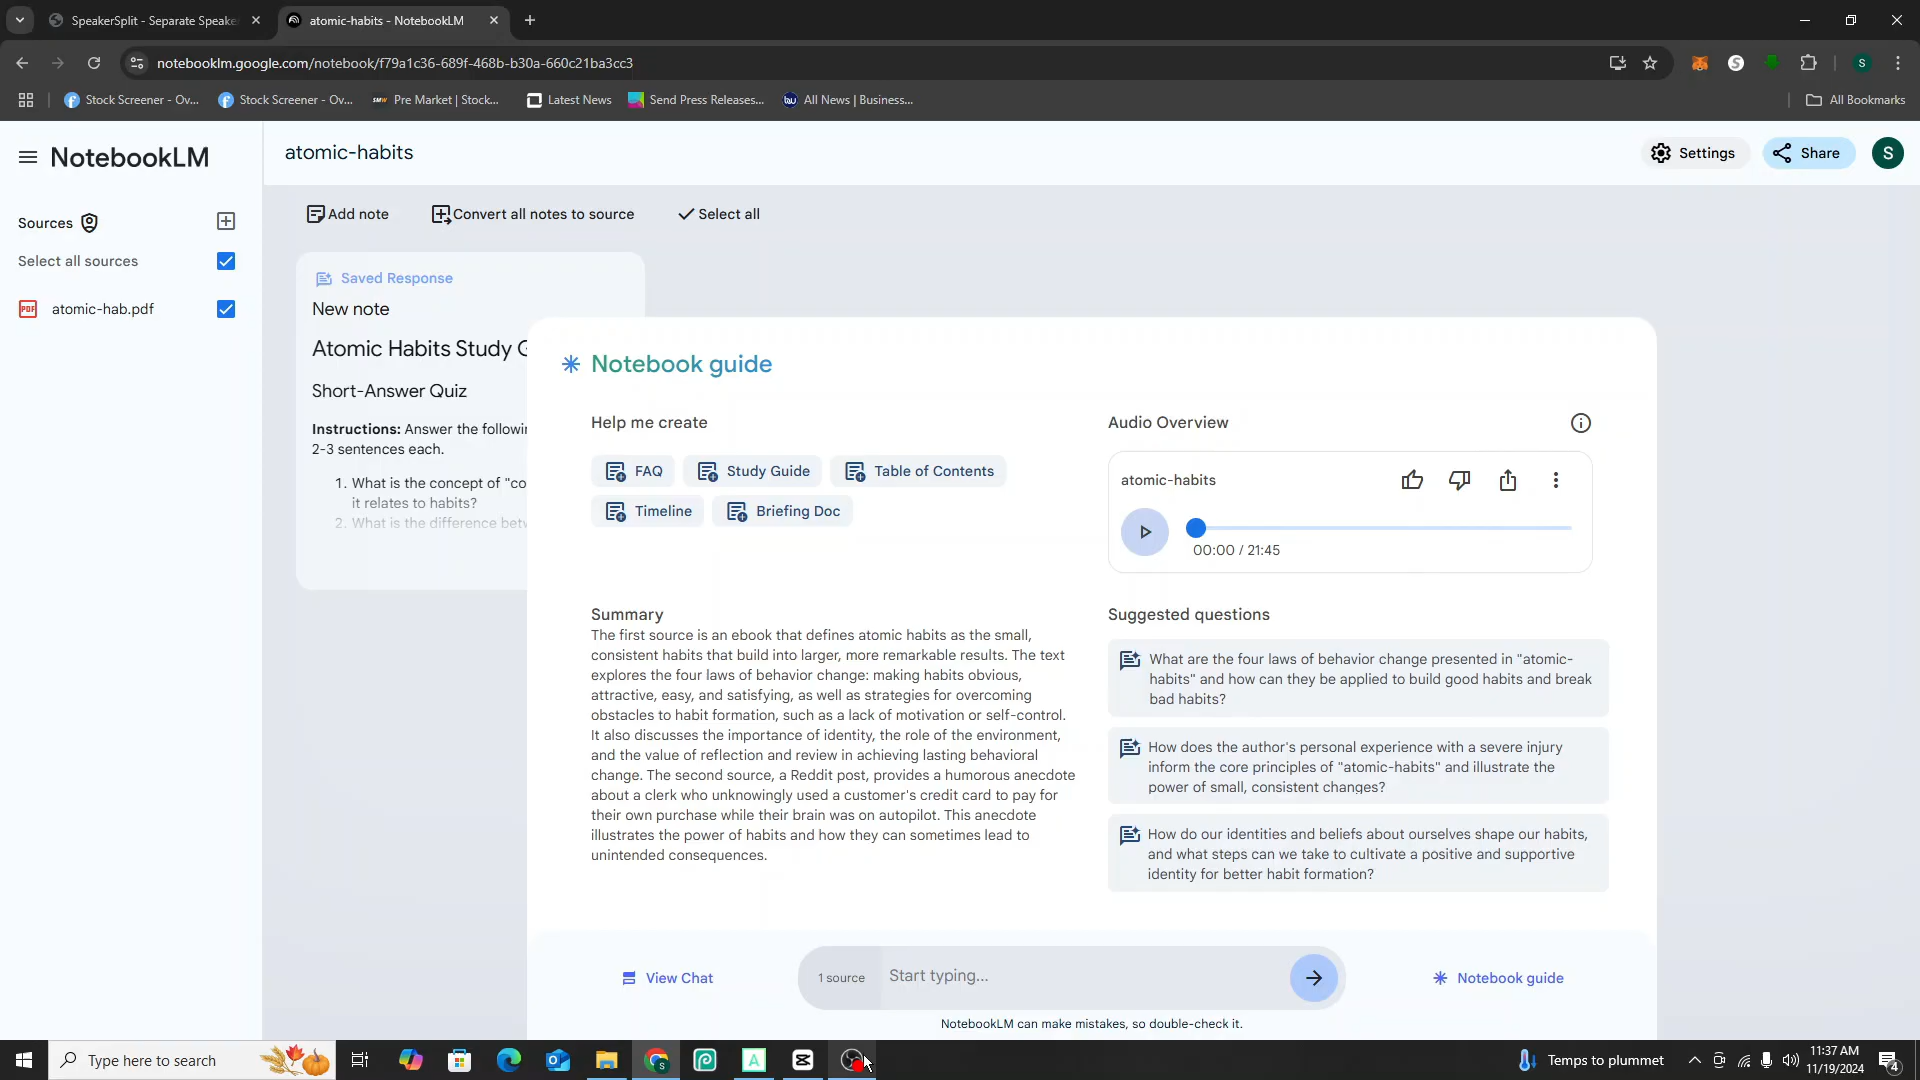 SpeakerSplit - Separate Speake
atomic-habits - NotebookLM
notebooklm.google.com/notebook/f79a1c36-689f-468b-b30a-660c21ba3cc3
S
Stock Screener - Ov...
Stock Screener - Ov...
Pre Market | Stock...
Latest News
Send Press Releases...
All News | Business...
All Bookmarks
NotebookLM
atomic-habits
Settings
Share
S
Sources
Select all sources
PDF
atomic-hab.pdf
Add note
Convert all notes to source
Select all
Saved Response
New note
Atomic Habits Study G
Short-Answer Quiz
Instructions: Answer the followin
2-3 sentences each.
1. What is the concept of "co
it relates to habits?
2. What is the difference betw
Notebook guide
Help me create
FAQ
Study Guide
Table of Contents
Timeline
Briefing Doc
Audio Overview
atomic-habits
00:00 / 21:45
Summary
The first source is an ebook that defines atomic habits as the small,
consistent habits that build into larger, more remarkable results. The text
explores the four laws of behavior change: making habits obvious,
attractive, easy, and satisfying, as well as strategies for overcoming
obstacles to habit formation, such as a lack of motivation or self-control.
It also discusses the importance of identity, the role of the environment,
and the value of reflection and review in achieving lasting behavioral
change. The second source, a Reddit post, provides a humorous anecdote
about a clerk who unknowingly used a customer's credit card to pay for
their own purchase while their brain was on autopilot. This anecdote
illustrates the power of habits and how they can sometimes lead to
unintended consequences.
Suggested questions
What are the four laws of behavior change presented in "atomic-
habits" and how can they be applied to build good habits and break
bad habits?
How does the author's personal experience with a severe injury
inform the core principles of "atomic-habits" and illustrate the
power of small, consistent changes?
How do our identities and beliefs about ourselves shape our habits,
and what steps can we take to cultivate a positive and supportive
identity for better habit formation?
View Chat
1 source
Start typing...
Notebook guide
NotebookLM can make mistakes, so double-check it.
Type here to search
Temps to plummet
11:37 AM
11/19/2024
4